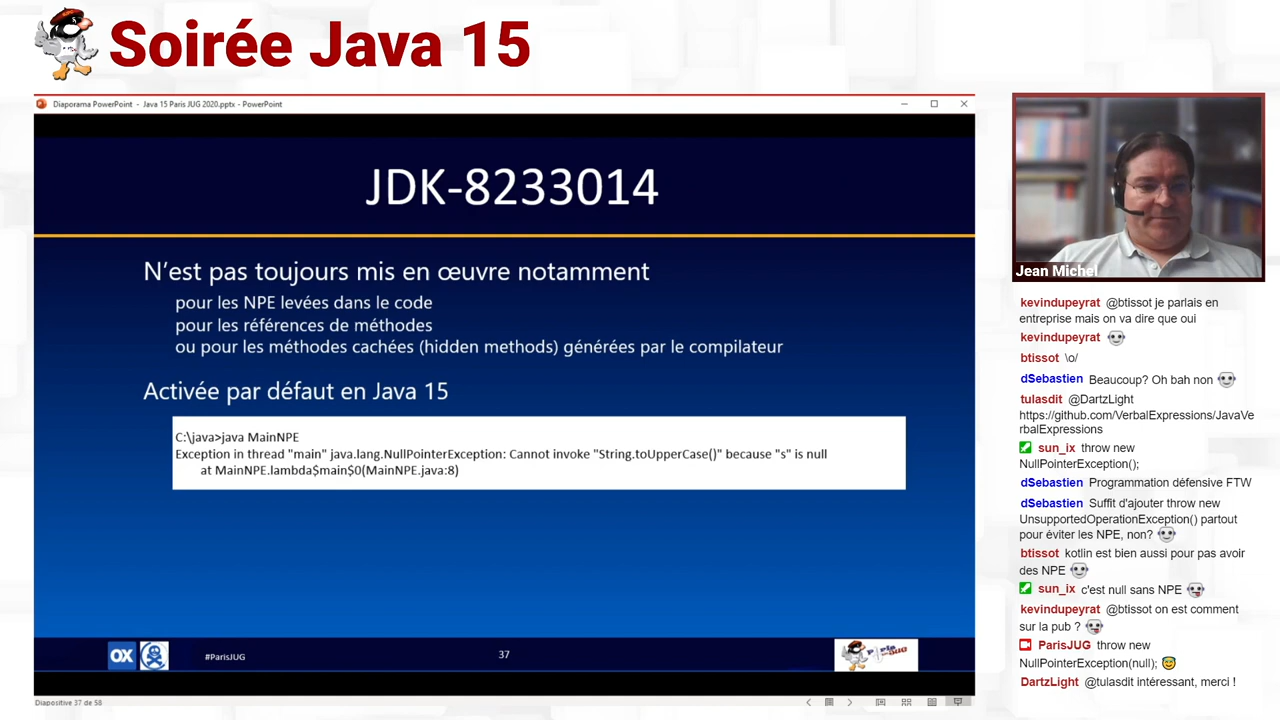 Soirée Java 15
Diaporama PowerPoint - Java 15 Paris JUG 2020.pptx - PowerPoint
JDK-8233014
N'est pas toujours mis en œuvre notamment
pour les NPE levées dans le code
pour les références de méthodes
ou pour les méthodes cachées (hidden methods) générées par le compilateur
Activée par défaut en Java 15
C:\java>java MainNPE
Exception in thread "main" java.lang.NullPointerException: Cannot invoke "String.toUpperCase()" because "s" is null
at MainNPE.lambda$main$0(MainNPE.java:8)
OX
#ParisJUG
37
Diapositive 37 de 58
Jean Michel
kevindupeyrat @btissot je parlais en
entreprise mais on va dire que oui
kevindupeyrat
btissot \o/
dSebastien Beaucoup? Oh bah non
tulasdit @DartzLight
https://github.com/VerbalExpressions/JavaVe
rbalExpressions
sun_ix throw new
NullPointerException();
dSebastien Programmation défensive FTW
dSebastien Suffit d'ajouter throw new
UnsupportedOperationException() partout
pour éviter les NPE, non?
btissot kotlin est bien aussi pour pas avoir
des NPE
sun_ix c'est null sans NPE
kevindupeyrat @btissot on est comment
sur la pub ?
ParisJUG throw new
NullPointerException(null);
DartzLight @tulasdit intéressant, merci !